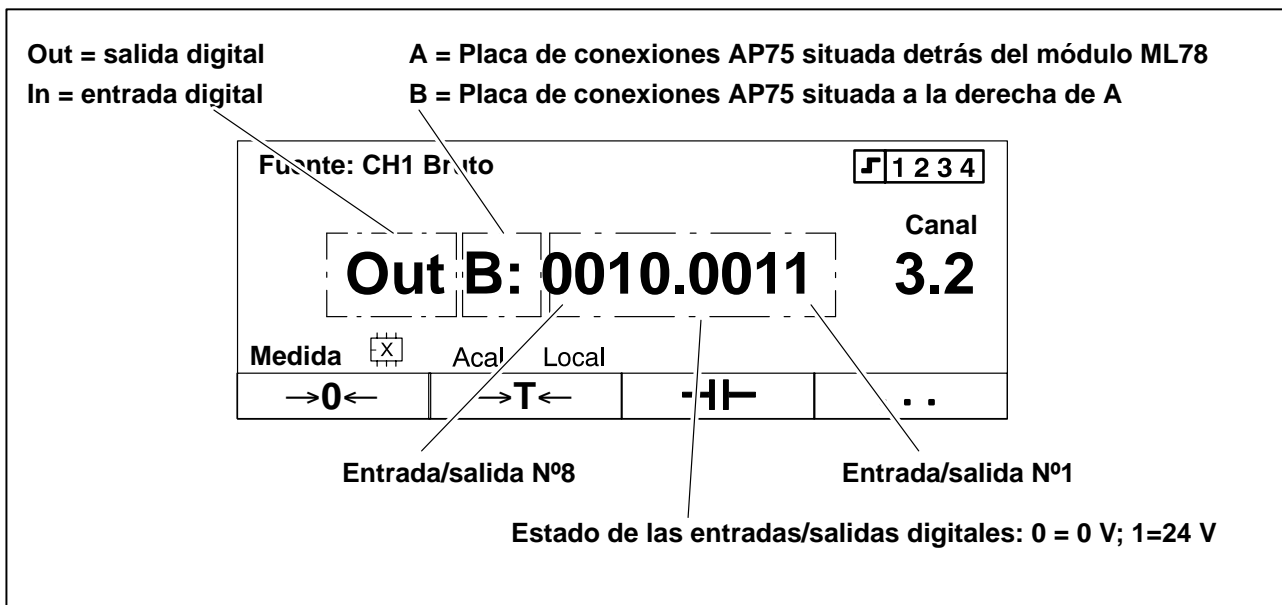 Out = salida digital
A = Placa de conexiones AP75 situada detrás del módulo ML78
In = entrada digital
B = Placa de conexiones AP75 situada a la derecha de A
Fuente: CH1 Bruto
1 2 3 4
Canal
Out B: 0010.0011
3.2
Medida X Acal Local
→0← →T← . .
Entrada/salida Nº8
Entrada/salida Nº1
Estado de las entradas/salidas digitales: 0 = 0 V; 1=24 V